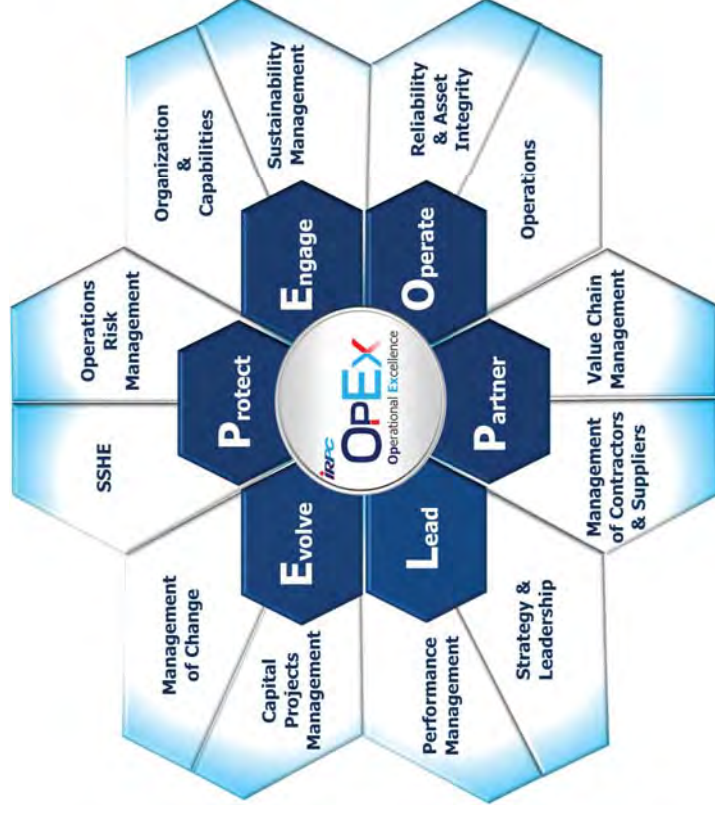 SSHE
Operations
Risk
Management
Management
of Change
Protect
Organization
&
Capabilities
Capital
Projects
Management
Evolve
Engage
Sustainability
Management
iRPC
OpEx
Operational Excellence
Performance
Management
Lead
Operate
Reliability
& Asset
Integrity
Strategy &
Leadership
Partner
Operations
Management
of Contractors
& Suppliers
Value Chain
Management